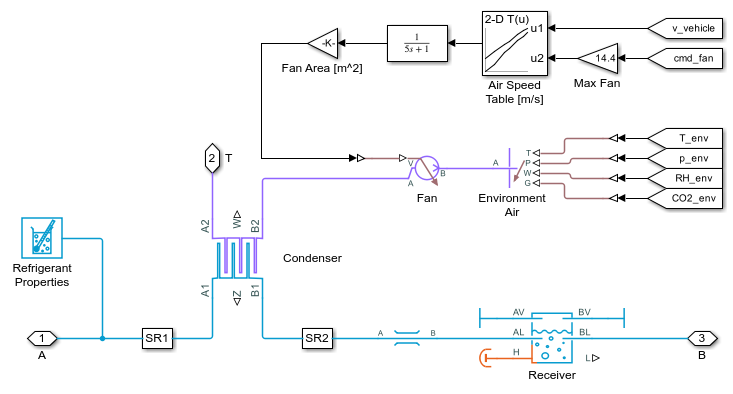 2-D T(u)
u1
u2
v_vehicle
-K-
1
5s + 1
14.4
cmd_fan
Fan Area [m^2]
Air Speed
Table [m/s]
Max Fan
T_env
2
T
V
A
B
Fan
A
T
P
W
G
p_env
RH_env
CO2_env
Environment
Air
A2
W
B2
Refrigerant
Properties
Condenser
A1
Z
B1
AV
BV
1
A
SR1
SR2
A
B
AL
BL
H
L
3
B
Receiver